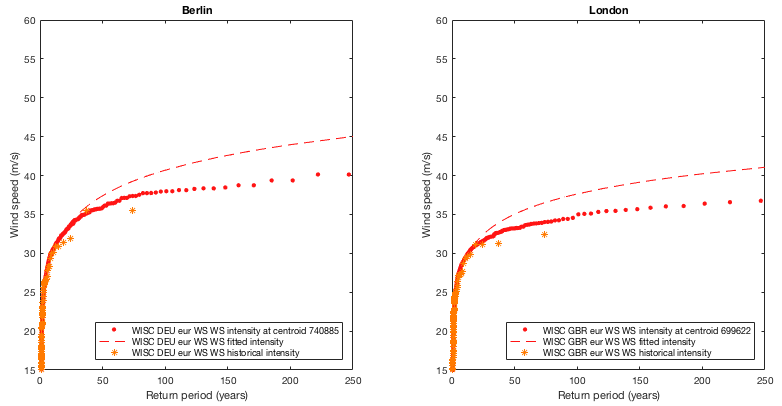 Berlin
60
55
50
45
40
35
30
25
20
15
Wind speed (m/s)
WISC DEU eur WS WS intensity at centroid 740885
WISC DEU eur WS WS fitted intensity
WISC DEU eur WS WS historical intensity
0 50 100 150 200 250
Return period (years)
London
60
55
50
45
40
35
30
25
20
15
Wind speed (m/s)
WISC GBR eur WS WS intensity at centroid 699622
WISC GBR eur WS WS fitted intensity
WISC GBR eur WS WS historical intensity
0 50 100 150 200 250
Return period (years)